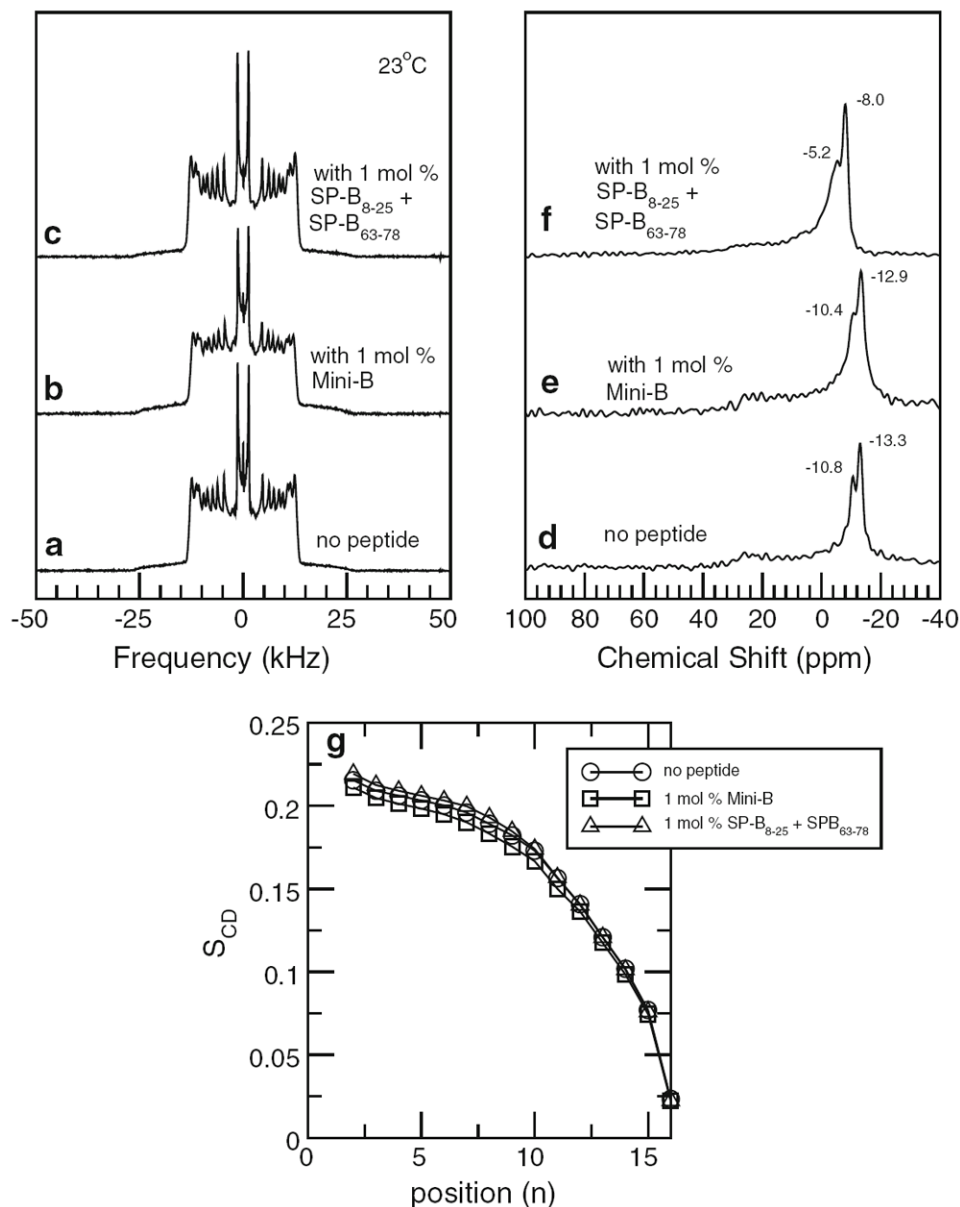 23°C
with 1 mol %
SP-B8-25 +
SP-B63-78
c
with 1 mol %
Mini-B
b
no peptide
a
-50 -25 0 25 50
Frequency (kHz)
-8.0
-5.2
with 1 mol %
SP-B8-25 +
SP-B63-78
f
-12.9
-10.4
with 1 mol %
Mini-B
e
-13.3
-10.8
no peptide
d
100 80 60 40 20 0 -20 -40
Chemical Shift (ppm)
g
0.25
0.2
0.15
0.1
0.05
0
SCD
0 5 10 15
position (n)
no peptide
1 mol % Mini-B
1 mol % SP-B8-25 + SPB63-78